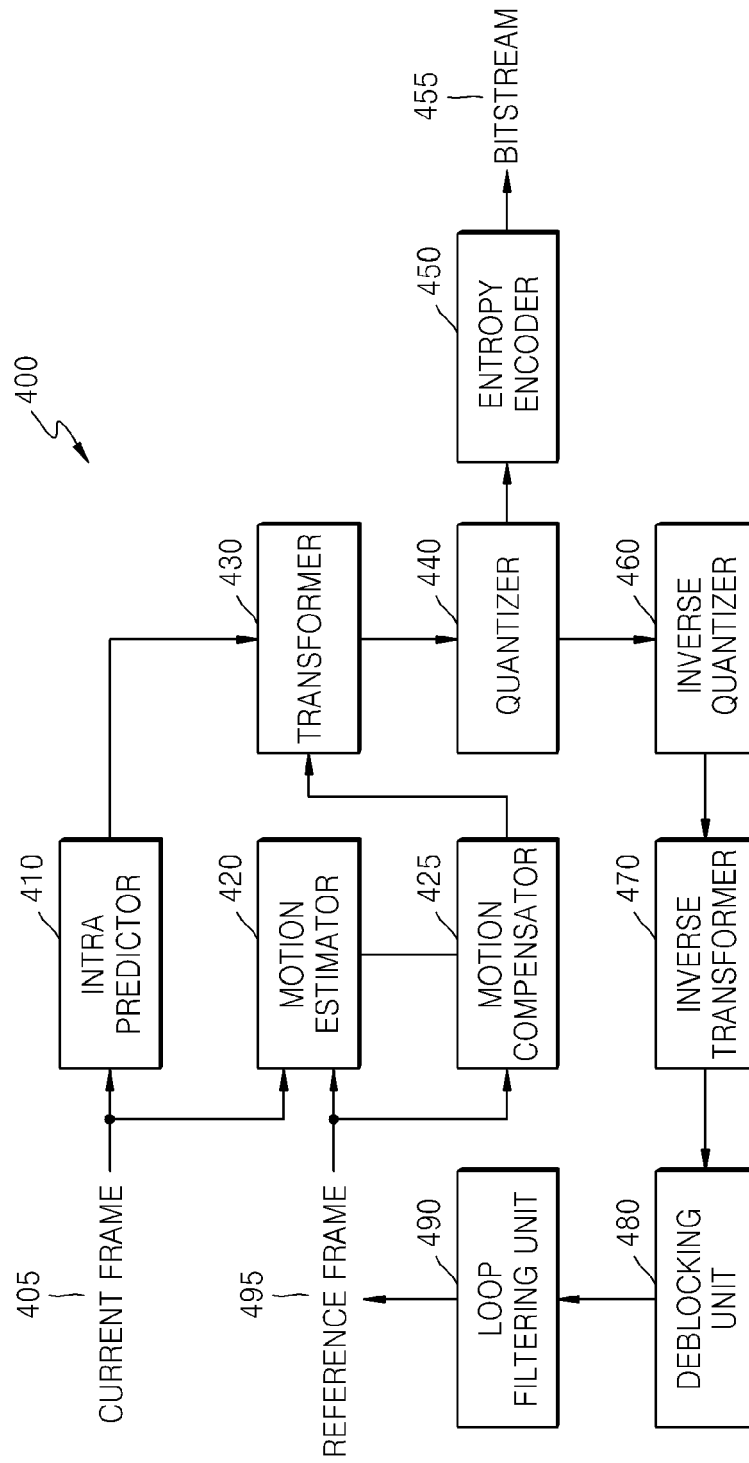 400
405
CURRENT FRAME
410
INTRA
PREDICTOR
495
REFERENCE FRAME
420
MOTION
ESTIMATOR
430
TRANSFORMER
490
LOOP
FILTERING UNIT
425
MOTION
COMPENSATOR
440
QUANTIZER
450
ENTROPY
ENCODER
455
BITSTREAM
480
DEBLOCKING
UNIT
470
INVERSE
TRANSFORMER
460
INVERSE
QUANTIZER